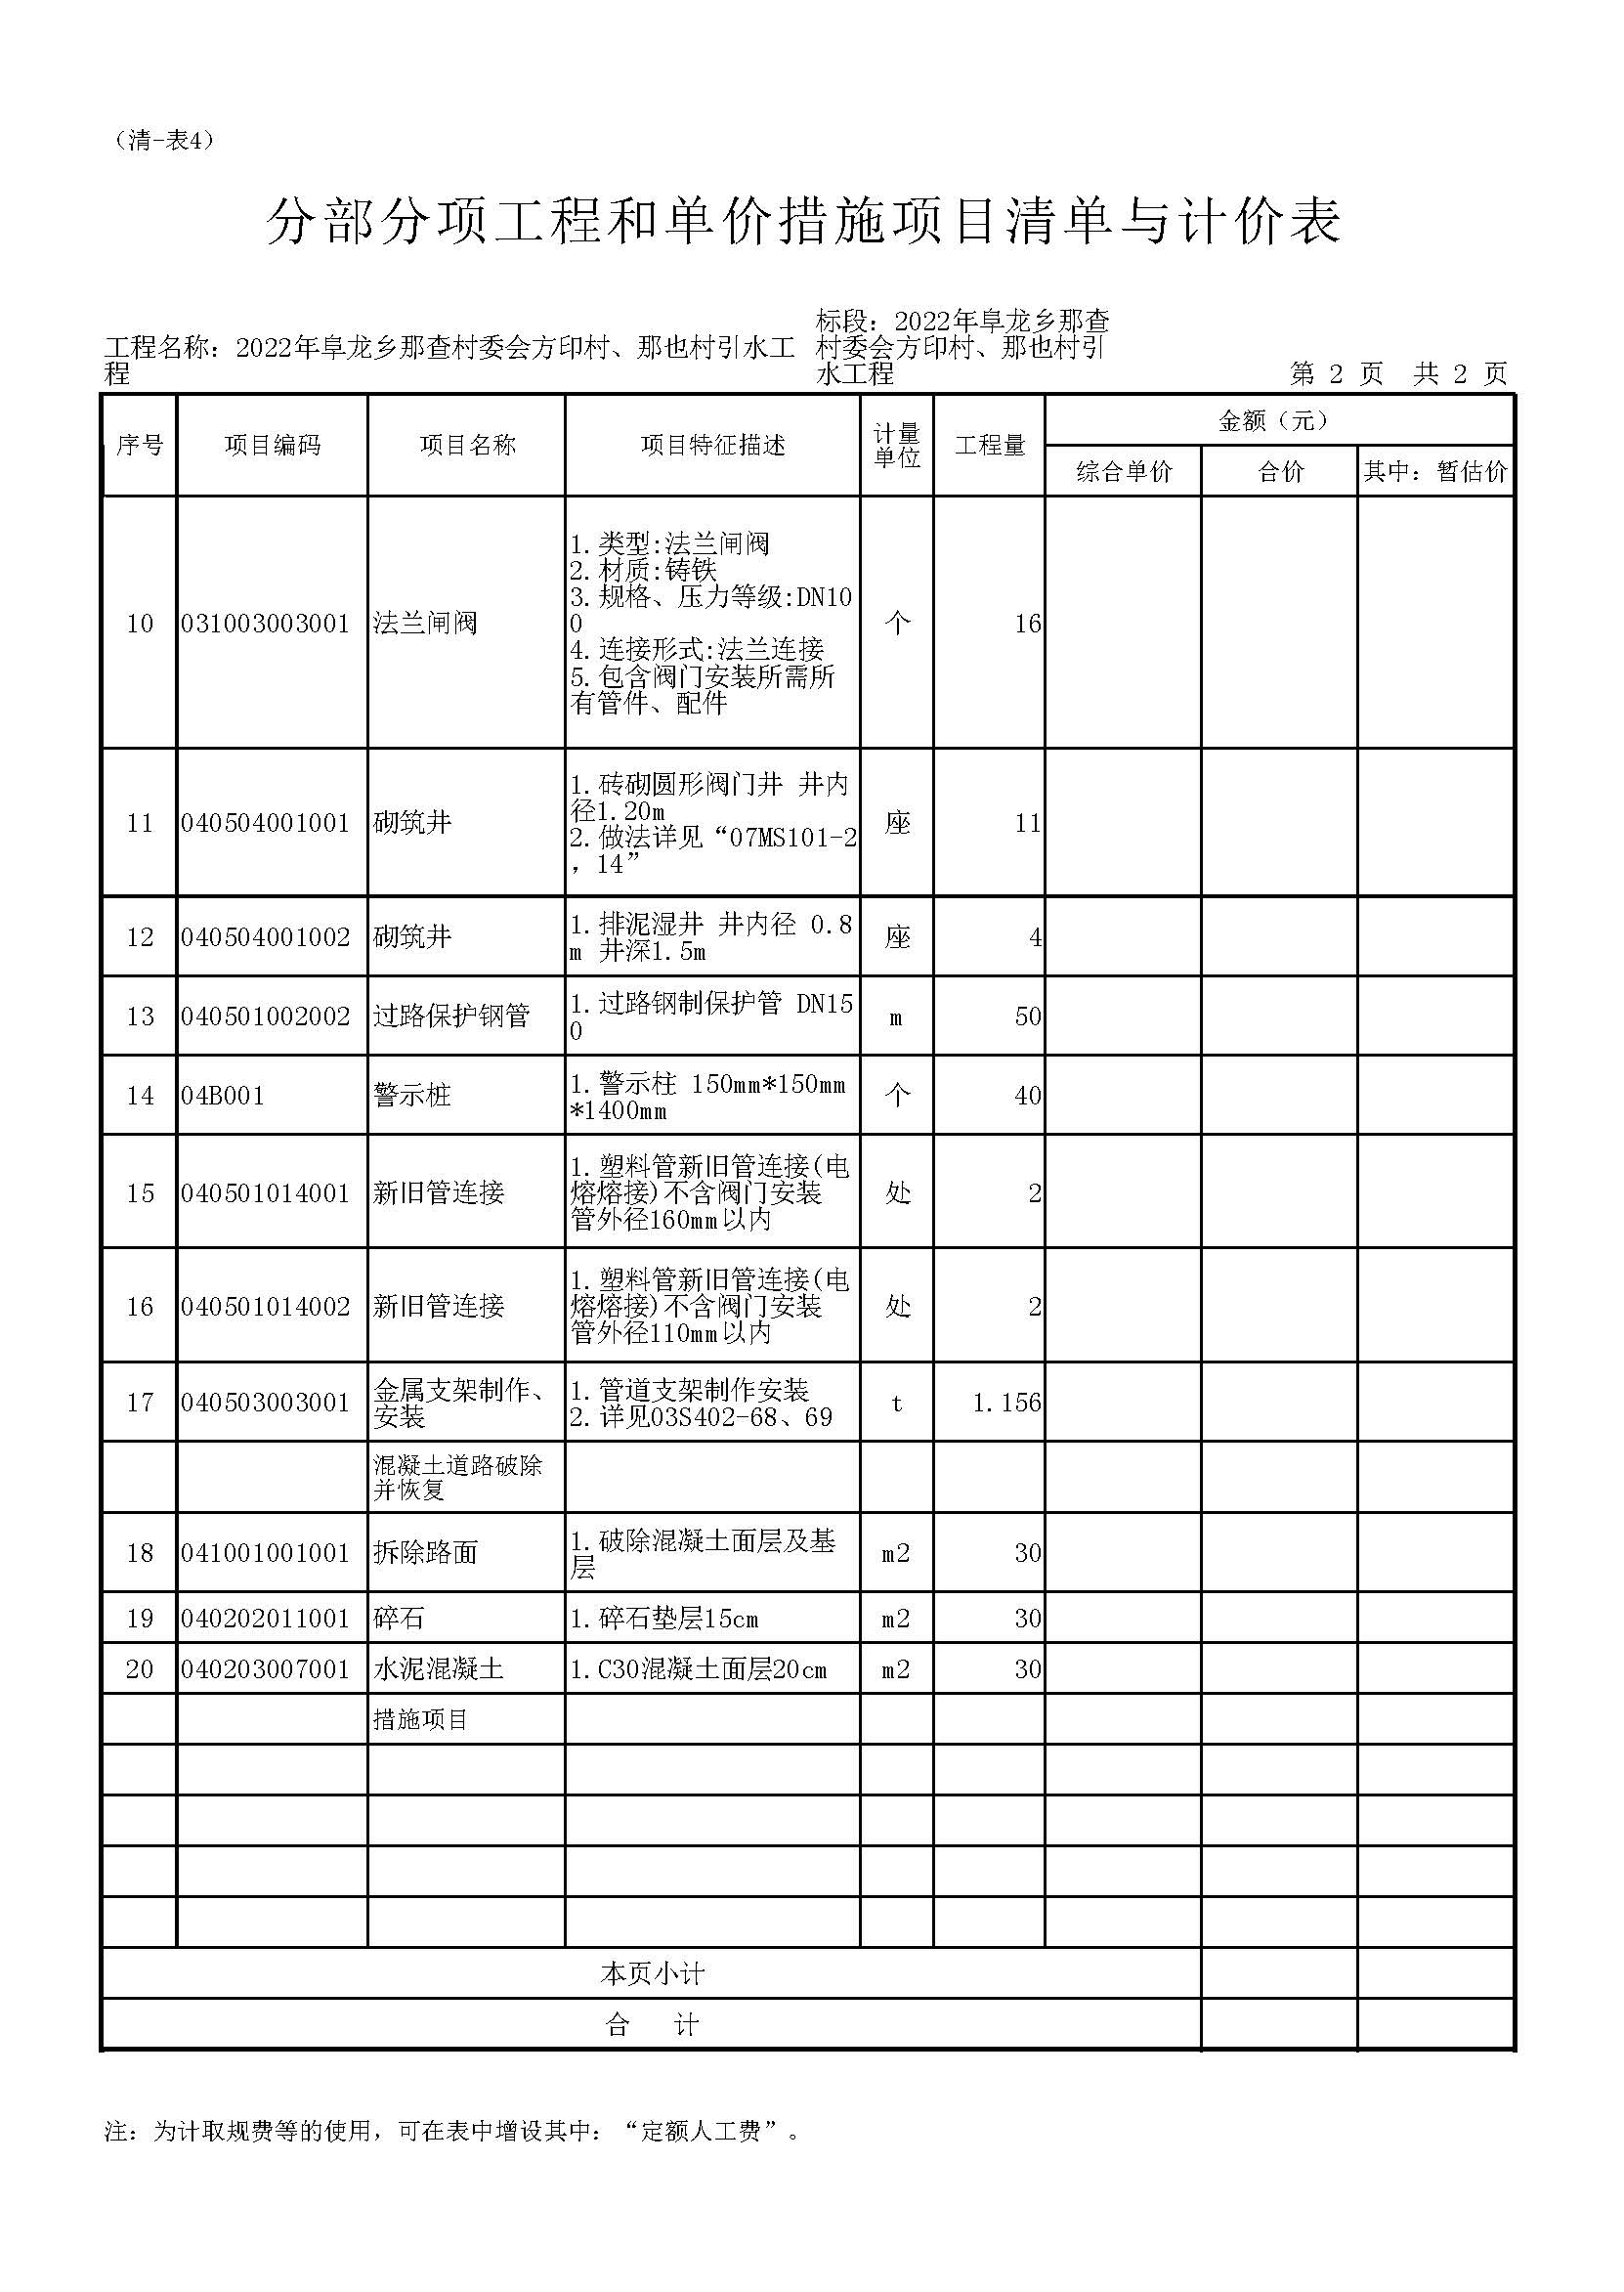 （清-表4）
分部分项工程和单价措施项目清单与计价表
工程名称：2022年阜龙乡那查村委会方印村、那也村引水工
程
标段：2022年阜龙乡那查
村委会方印村、那也村引
水工程
第 2 页 共 2 页
序号 项目编码 项目名称 项目特征描述 计量 工程量 金额（元）
单位
综合单价 合价 其中：暂估价
10 031003003001 法兰闸阀
1.类型:法兰闸阀
2.材质:铸铁
3.规格、压力等级:DN10
0
4.连接形式:法兰连接
5.包含阀门安装所需所
有管件、配件
个 16
11 040504001001 砌筑井
1.砖砌圆形阀门井 井内
径1.20m
2.做法详见“07MS101-2
，14”
座 11
12 040504001002 砌筑井
1.排泥湿井 井内径 0.8
m 井深1.5m
座 4
13 040501002002 过路保护钢管
1.过路钢制保护管 DN15
0
m 50
14 04B001 警示桩
1.警示柱 150mm*150mm
*1400mm
个 40
15 040501014001 新旧管连接
1.塑料管新旧管连接(电
熔熔接)不含阀门安装
管外径160mm以内
处 2
16 040501014002 新旧管连接
1.塑料管新旧管连接(电
熔熔接)不含阀门安装
管外径110mm以内
处 2
17 040503003001
金属支架制作、
安装
1.管道支架制作安装
2.详见03S402-68、69
t 1.156
混凝土道路破除
并恢复
18 041001001001 拆除路面
1.破除混凝土面层及基
层
m2 30
19 040202011001 碎石 1.碎石垫层15cm m2 30
20 040203007001 水泥混凝土 1.C30混凝土面层20cm m2 30
措施项目
本页小计
合 计
注：为计取规费等的使用，可在表中增设其中：“定额人工费”。